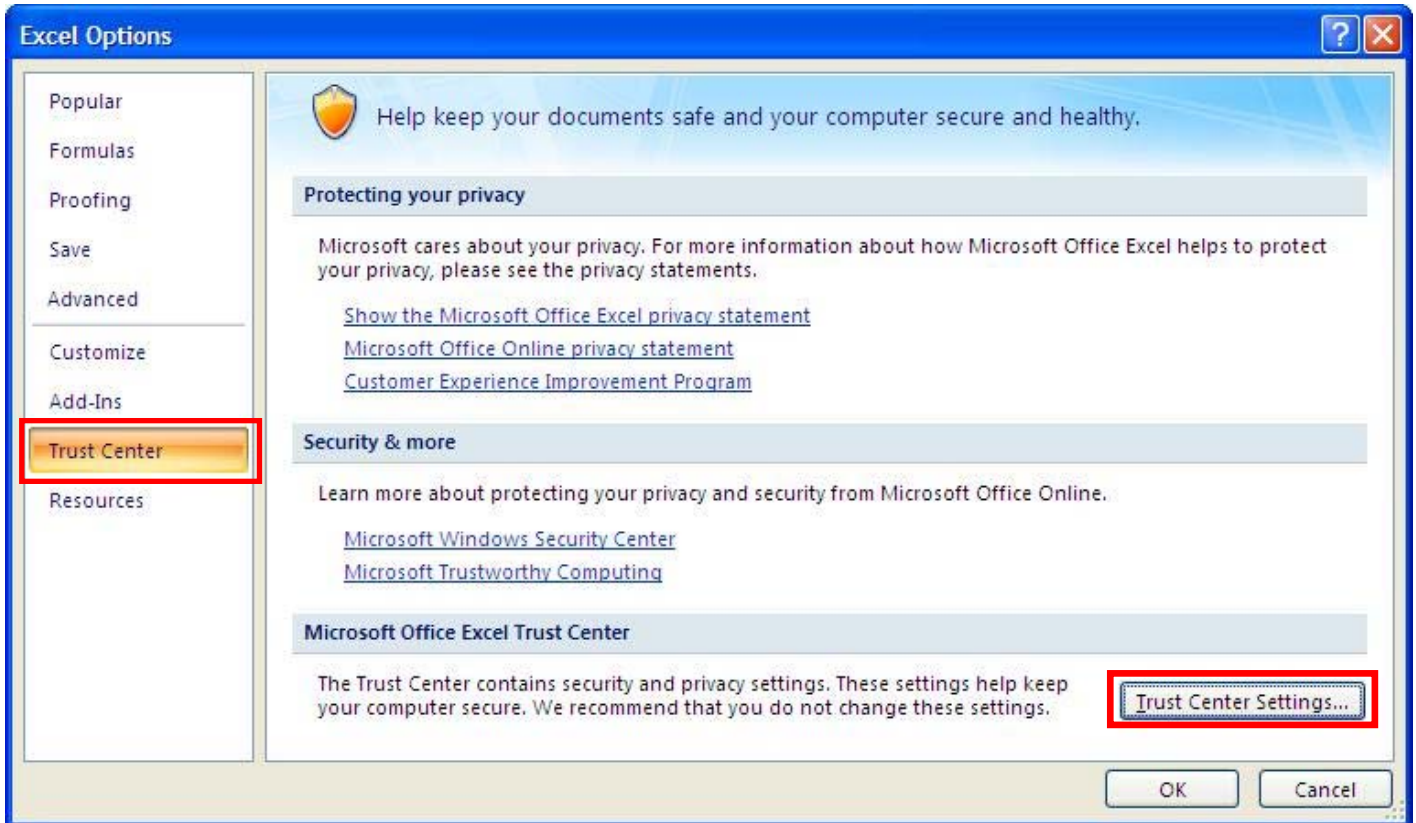 Excel Options
Popular
Formulas
Proofing
Save
Advanced
Customize
Add-Ins
Trust Center
Resources
Help keep your documents safe and your computer secure and healthy.
Protecting your privacy
Microsoft cares about your privacy. For more information about how Microsoft Office Excel helps to protect
your privacy, please see the privacy statements.
Show the Microsoft Office Excel privacy statement
Microsoft Office Online privacy statement
Customer Experience Improvement Program
Security & more
Learn more about protecting your privacy and security from Microsoft Office Online.
Microsoft Windows Security Center
Microsoft Trustworthy Computing
Microsoft Office Excel Trust Center
The Trust Center contains security and privacy settings. These settings help keep
your computer secure. We recommend that you do not change these settings.
Trust Center Settings...
OK
Cancel